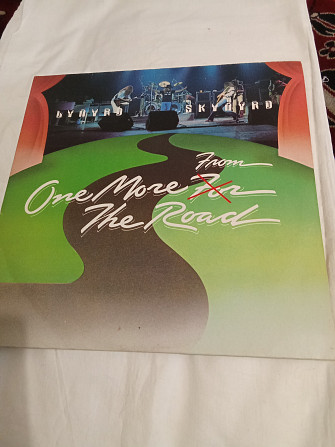 LYNYRD SKYNYRD
From
One More For
The Road